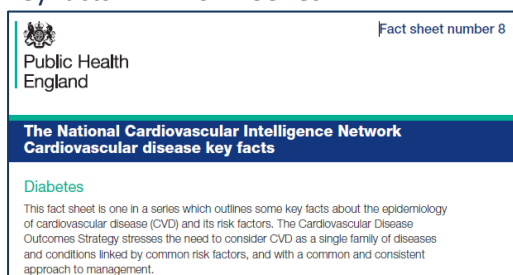 Fact sheet number 8
Public Health
England
The National Cardiovascular Intelligence Network
Cardiovascular disease key facts
Diabetes
This fact sheet is one in a series which outlines some key facts about the epidemiology
of cardiovascular disease (CVD) and its risk factors. The Cardiovascular Disease
Outcomes Strategy stresses the need to consider CVD as a single family of diseases
and conditions linked by common risk factors, and with a common and consistent
approach to management.